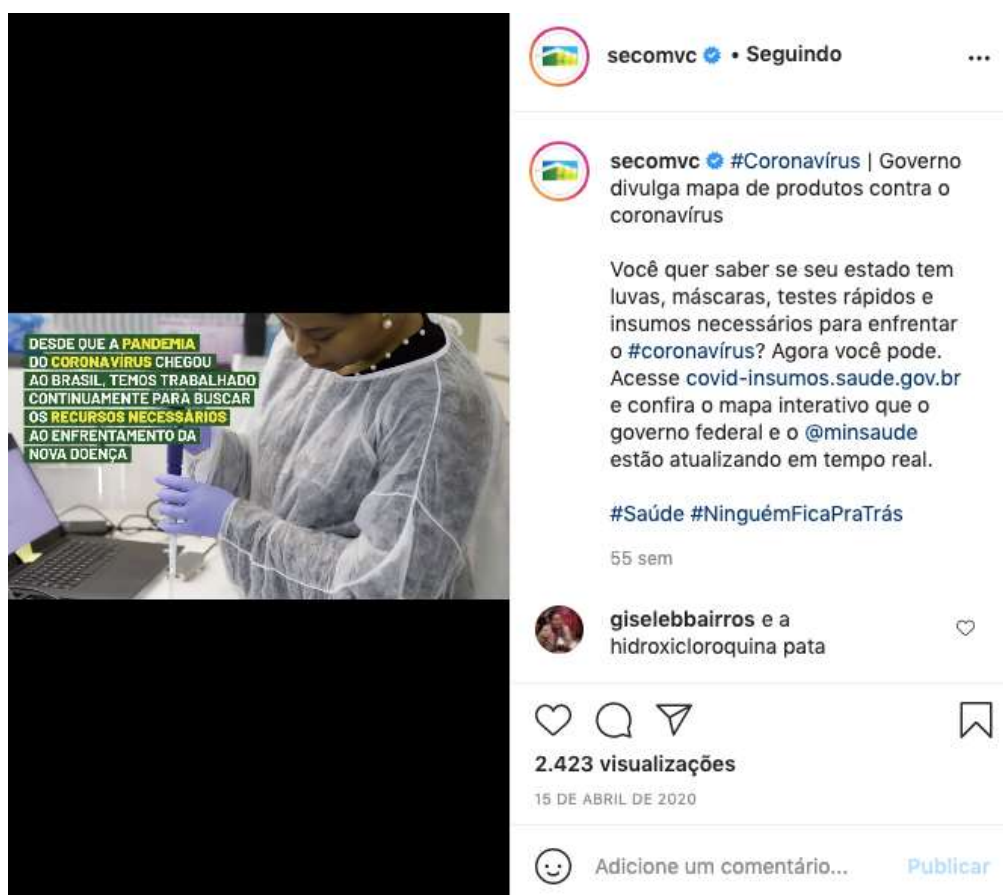 DESDE QUE A PANDEMIA
DO CORONAVÍRUS CHEGOU
AO BRASIL, TEMOS TRABALHADO
CONTINUAMENTE PARA BUSCAR
OS RECURSOS NECESSÁRIOS
AO ENFRENTAMENTO DA
NOVA DOENÇA
secomvc • Seguindo
secomvc #Coronavírus | Governo
divulga mapa de produtos contra o
coronavírus
Você quer saber se seu estado tem
luvas, máscaras, testes rápidos e
insumos necessários para enfrentar
o #coronavírus? Agora você pode.
Acesse covid-insumos.saude.gov.br
e confira o mapa interativo que o
governo federal e o @minsaude
estão atualizando em tempo real.
#Saúde #NinguémFicaPraTrás
55 sem
giselebbairros e a
hidroxicloroquina pata
2.423 visualizações
15 DE ABRIL DE 2020
Adicione um comentário... Publicar